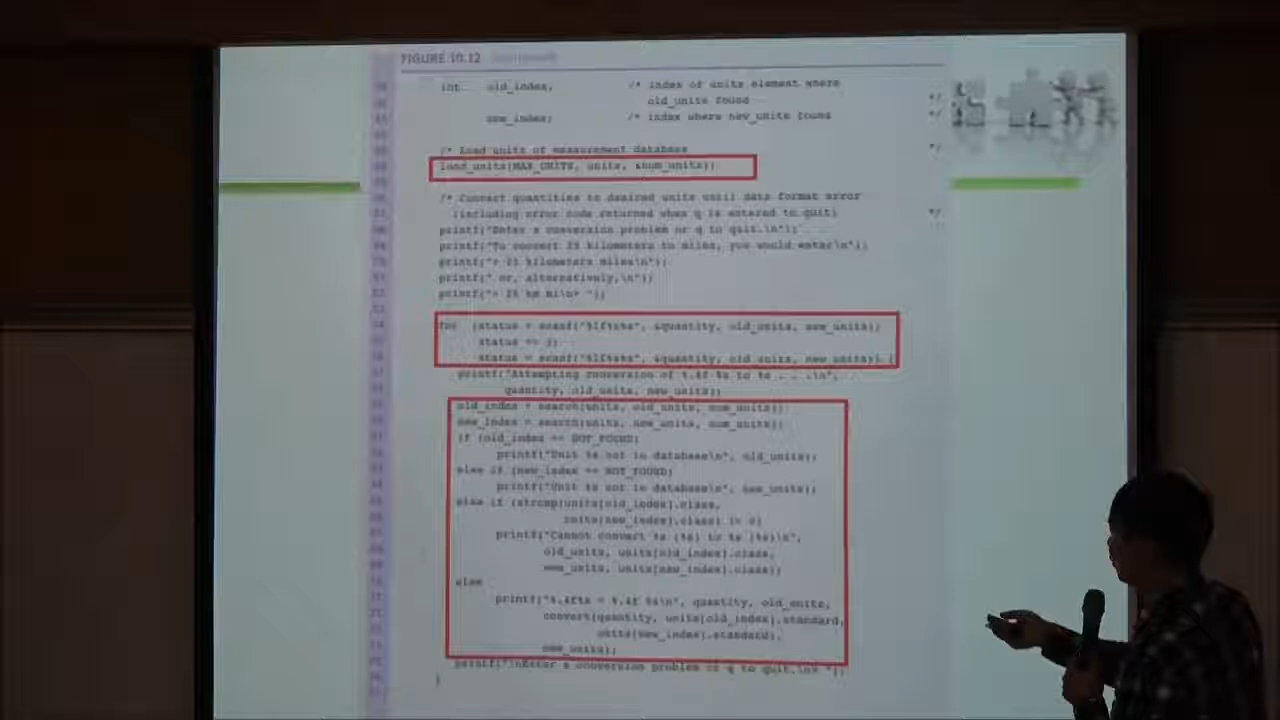 FIGURE 10.12
int old_index; /* index of units element where
old_units found */
new_index; /* index where new_units found */
/* Load units of measurement database */
load_units(MAX_UNITS, units, &num_units);
/* Convert quantities to desired units until data format error
(including error code returned when q is entered to quit) */
printf("Enter a conversion problem or q to quit.\n");
printf("To convert 25 kilometers to miles, you would enter\n");
printf("> 25 kilometers miles\n");
printf(" or, alternatively,\n");
printf("> 25 km mi\n> ");
for (status = scanf("%lf%s%s", &quantity, old_units, new_units);
status == 3;
status = scanf("%lf%s%s", &quantity, old_units, new_units)) {
printf("Attempting conversion of %.4f %s to %s . . .\n",
quantity, old_units, new_units);
old_index = search(units, old_units, num_units);
new_index = search(units, new_units, num_units);
if (old_index == NOT_FOUND)
printf("Unit %s not in database\n", old_units);
else if (new_index == NOT_FOUND)
printf("Unit %s not in database\n", new_units);
else if (strcmp(units[old_index].class,
units[new_index].class) != 0)
printf("Cannot convert %s (%s) to %s (%s)\n",
old_units, units[old_index].class,
new_units, units[new_index].class);
else
printf("%.4f%s = %.4f %s\n", quantity, old_units,
convert(quantity, units[old_index].standard,
units[new_index].standard),
new_units);
printf("\nEnter a conversion problem or q to quit.\n> ");
}